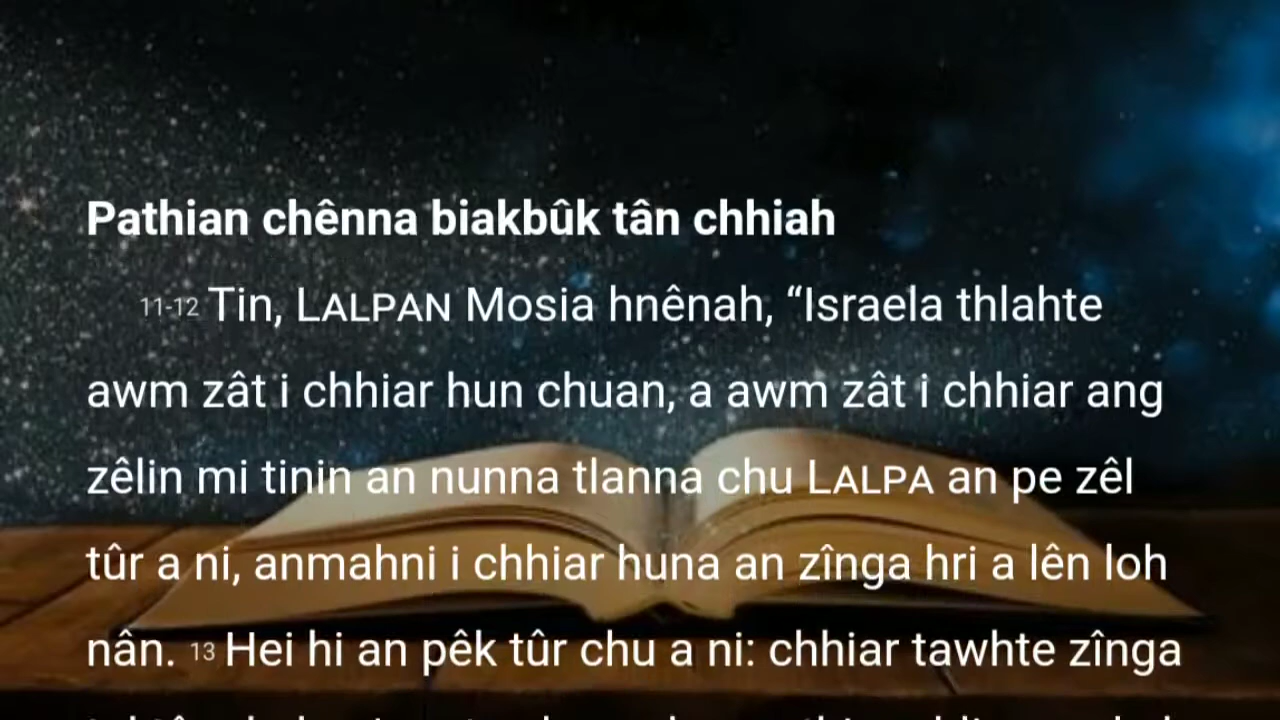 Pathian chênna biakbûk tân chhiah
11-12 Tin, LALPAN Mosia hnênah, “Israela thlahte
awm zât i chhiar hun chuan, a awm zât i chhiar ang
zêlin mi tinin an nunna tlanna chu LALPA an pe zêl
tûr a ni, anmahni i chhiar huna an zînga hri a lên loh
nân. 13 Hei hi an pêk tûr chu a ni: chhiar tawhte zînga